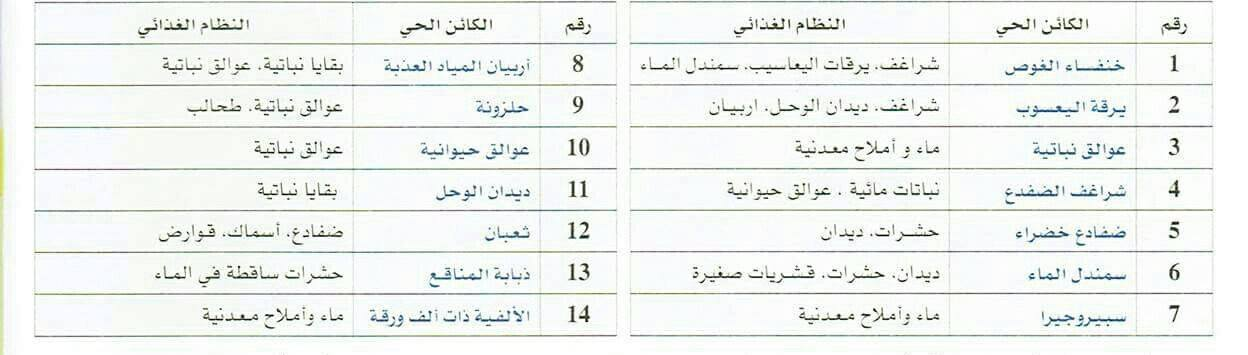 رقم الكائن الحي النظام الغذائي
1 خنفساء الغوص شراغف، يرقات اليعاسيب، سمندل الماء
2 يرقة اليعسوب شراغف، ديدان الوحل، اربيان
3 عوالق نباتية ماء و أملاح معدنية
4 شراغف الضفدع نباتات مائية ، عوالق حيوانية
5 ضفادع خضراء حشرات، ديدان
6 سمندل الماء ديدان، حشرات، قشريات صغيرة
7 سبيروجيرا ماء وأملاح معدنية
رقم الكائن الحي النظام الغذائي
8 أربيان المياد العذبة بقايا نباتية، عوالق نباتية
9 حلزونة عوالق نباتية، طحالب
10 عوالق حيوانية عوالق نباتية
11 ديدان الوحل بقايا نباتية
12 ثعبان ضفادع، أسماك، قوارض
13 ذبابة المناقع حشرات ساقطة في الماء
14 الألفية ذات ألف ورقة ماء وأملاح معدنية